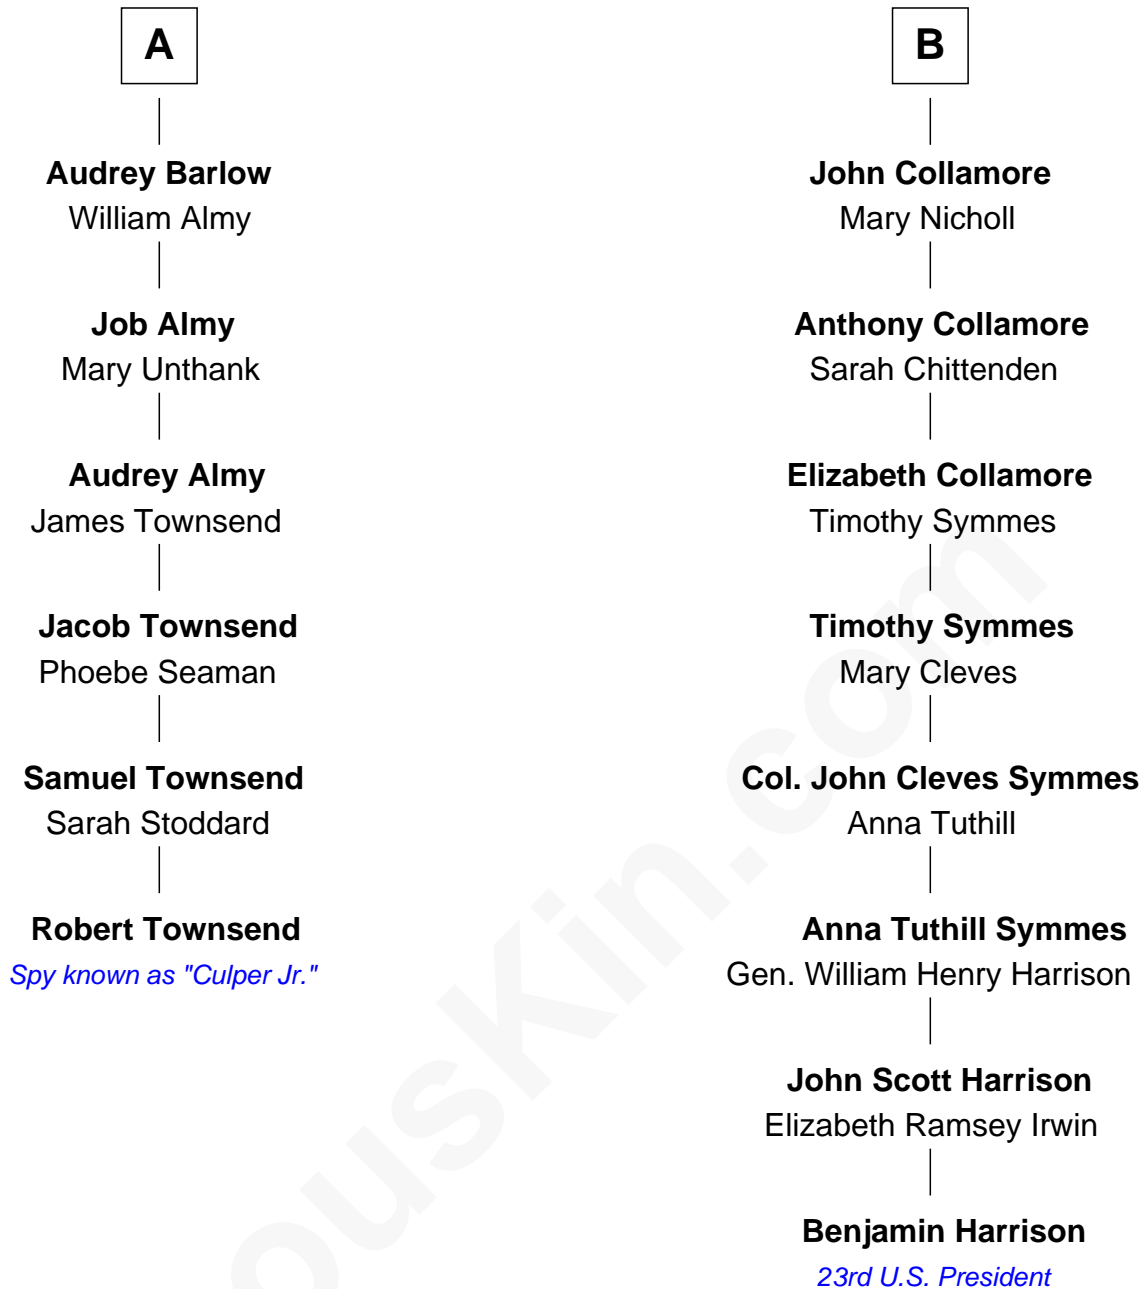 A
Audrey Barlow
William Almy
Job Almy
Mary Unthank
Audrey Almy
James Townsend
Jacob Townsend
Phoebe Seaman
Samuel Townsend
Sarah Stoddard
Robert Townsend
Spy known as "Culper Jr."
B
John Collamore
Mary Nicholl
Anthony Collamore
Sarah Chittenden
Elizabeth Collamore
Timothy Symmes
Timothy Symmes
Mary Cleves
Col. John Cleves Symmes
Anna Tuthill
Anna Tuthill Symmes
Gen. William Henry Harrison
John Scott Harrison
Elizabeth Ramsey Irwin
Benjamin Harrison
23rd U.S. President
ousKin.com